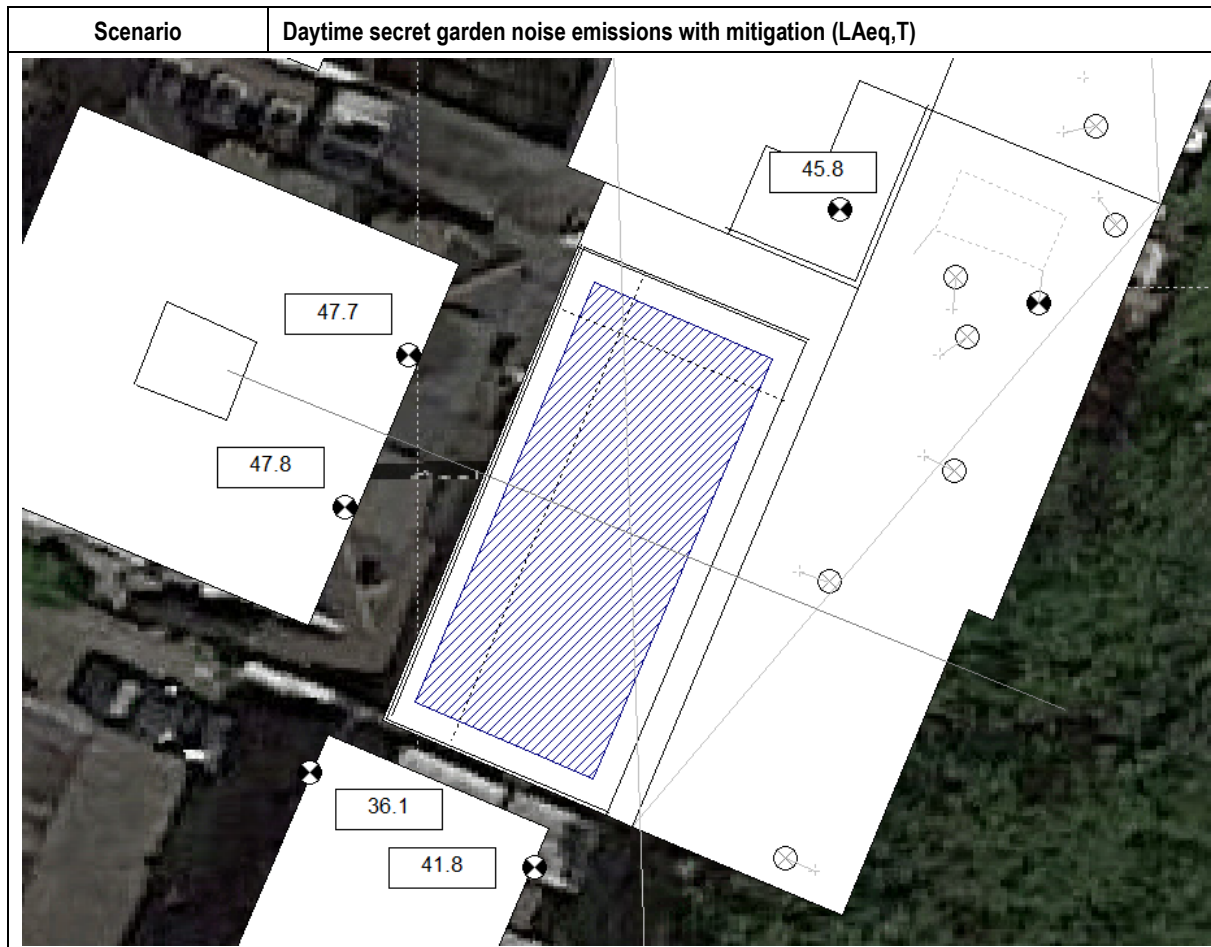 Scenario
Daytime secret garden noise emissions with mitigation (LAeq,T)
45.8
47.7
47.8
36.1
41.8